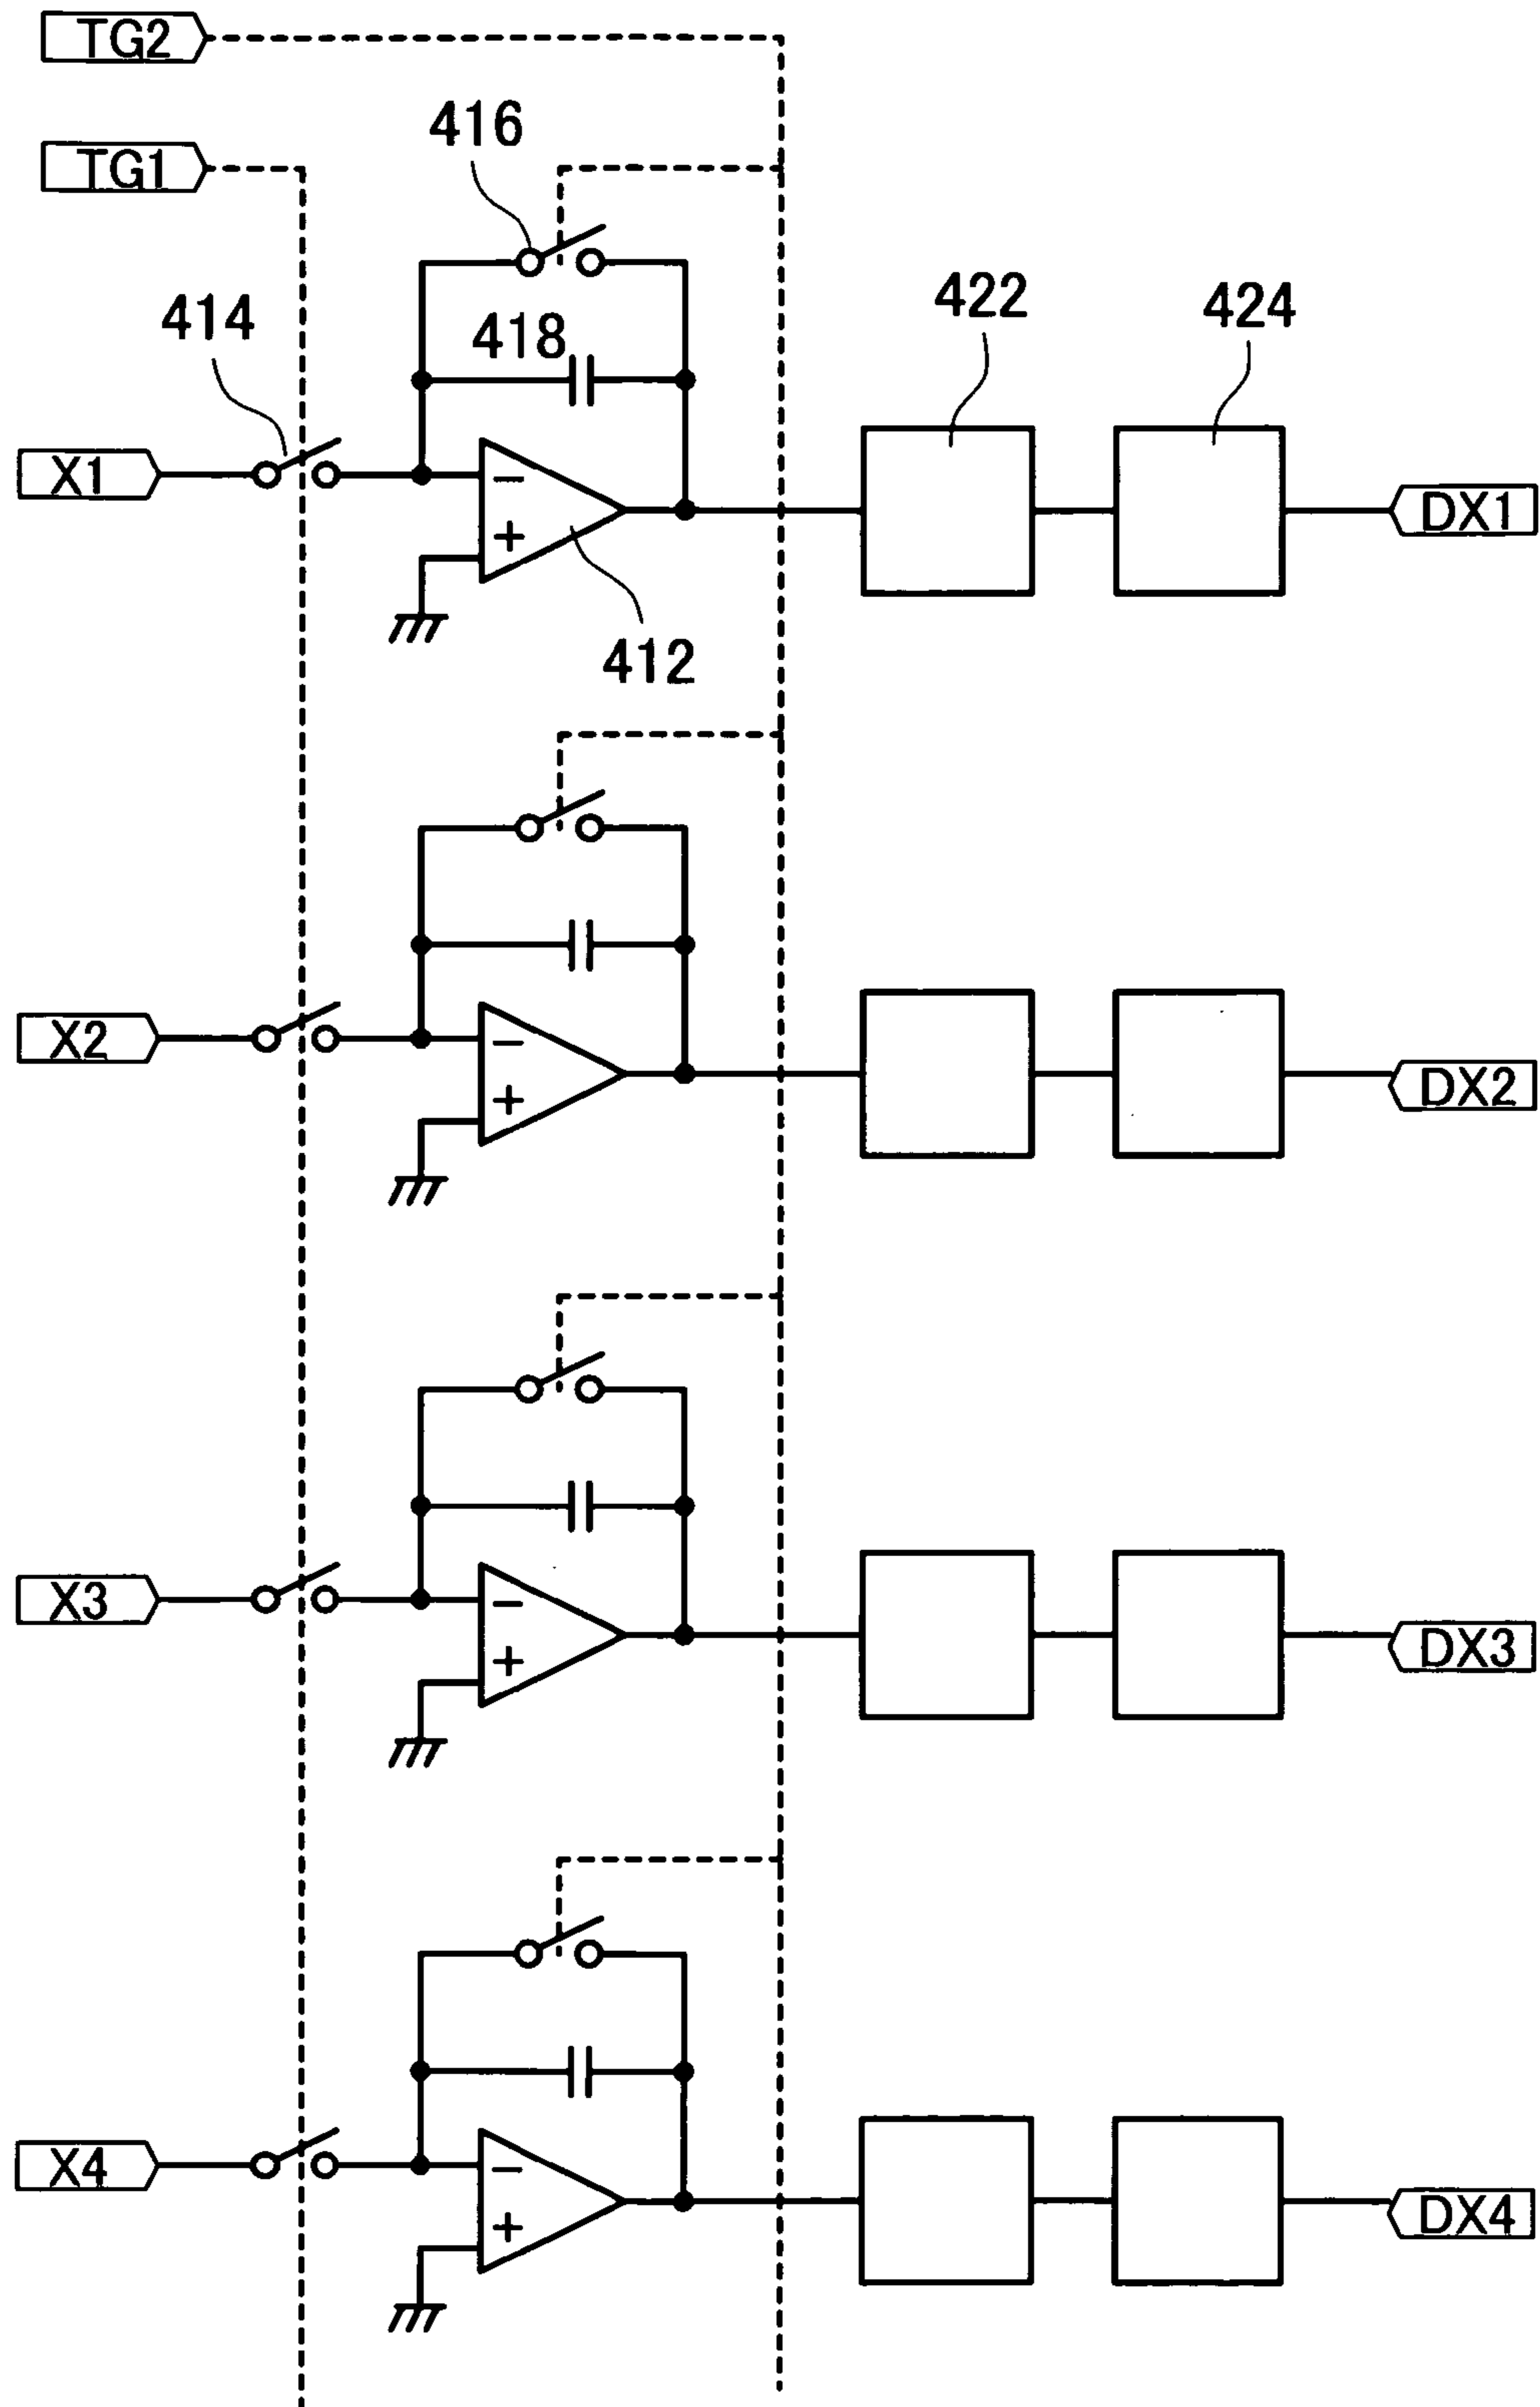 TG2
TG1
416
414
418
422
424
X1
−
+
DX1
412
X2
−
+
DX2
X3
−
+
DX3
X4
−
+
DX4